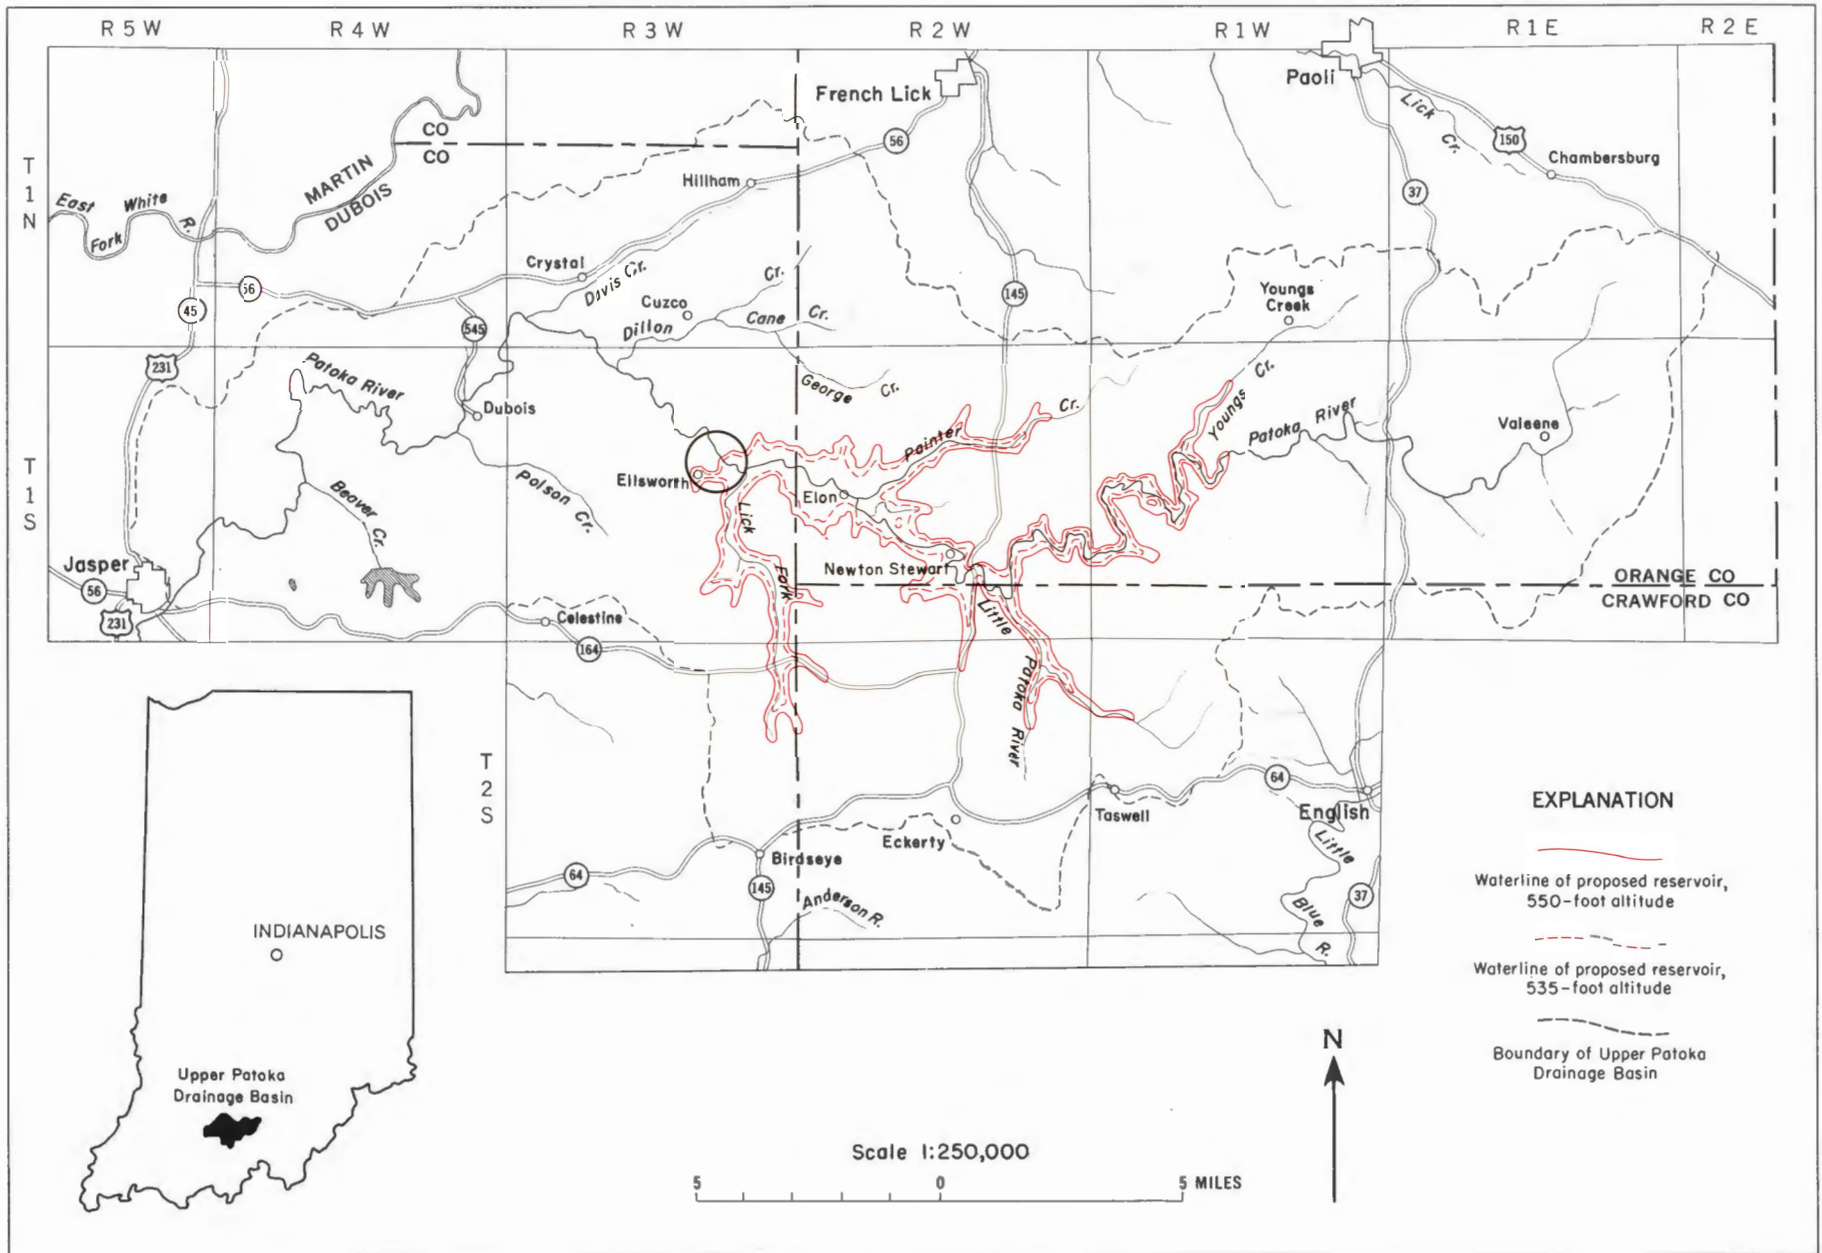 R 5 W
R 4 W
R 3 W
R 2 W
R 1 W
R 1 E
R 2 E
T
1
N
T
1
S
T
2
S
Paoli
French Lick
Lick
Cr.
150
Chambersburg
CO
CO
MARTIN
DUBOIS
56
Hillham
37
East
Fork
White
R.
Crystal
Davis Cr.
56
45
545
Cuzco
Cr.
Dillon
Cane
Cr.
145
Youngs
Creek
231
Patoka River
Dubois
George
Cr.
Painter
Cr.
Youngs
Cr.
Patoka
River
Valeene
Ellsworth
Elon
Polson Cr.
Beaver Cr.
Lick
Fork
Jasper
56
231
Newton Stewart
Little
Patoka
River
ORANGE CO
CRAWFORD CO
Celestine
164
64
Taswell
English
Little
Blue
R.
Eckerty
Birdseye
64
145
Anderson R.
37
INDIANAPOLIS
Upper Patoka
Drainage Basin
EXPLANATION
Waterline of proposed reservoir,
550-foot altitude
Waterline of proposed reservoir,
535-foot altitude
Boundary of Upper Patoka
Drainage Basin
N
Scale 1:250,000
5 0 5 MILES